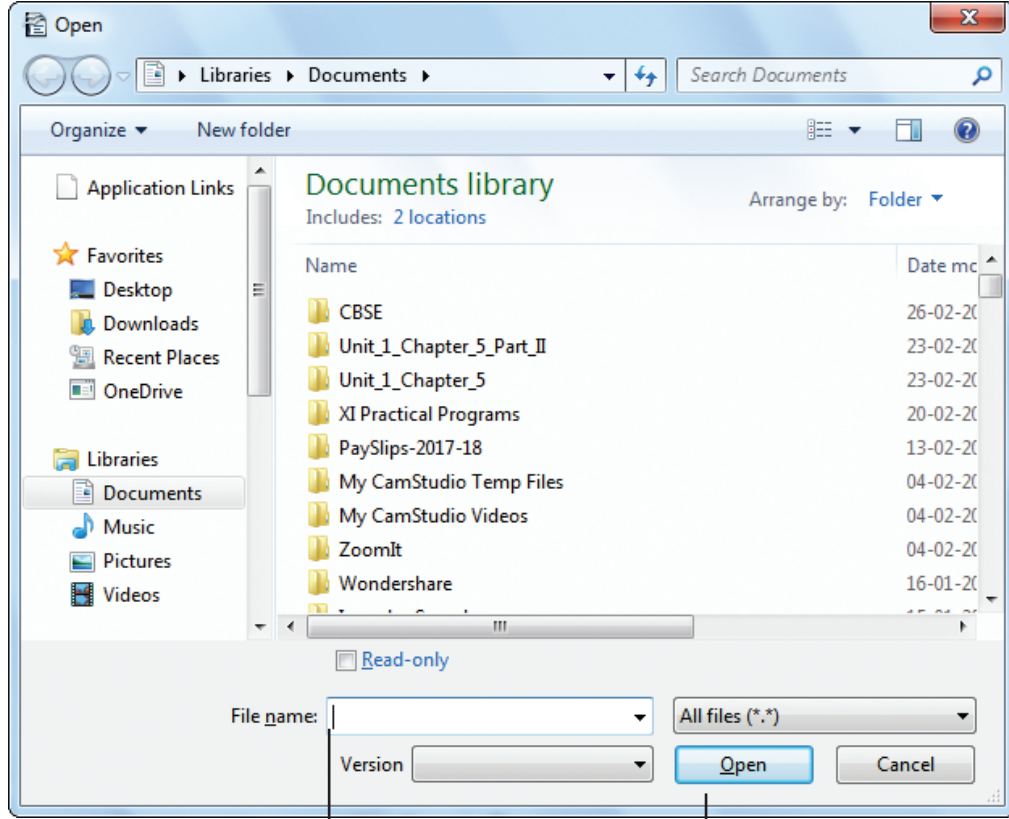 Open
Libraries Documents
Search Documents
Organize New folder
Application Links
Favorites
Desktop
Downloads
Recent Places
OneDrive
Libraries
Documents
Music
Pictures
Videos
Documents library
Includes: 2 locations
Arrange by: Folder
Name Date mo
CBSE 26-02-20
Unit_1_Chapter_5_Part_II 23-02-20
Unit_1_Chapter_5 23-02-20
XI Practical Programs 20-02-20
PaySlips-2017-18 13-02-20
My CamStudio Temp Files 04-02-20
My CamStudio Videos 04-02-20
ZoomIt 04-02-20
Wondershare 16-01-20
Read-only
File name: All files (*.*)
Version Open Cancel